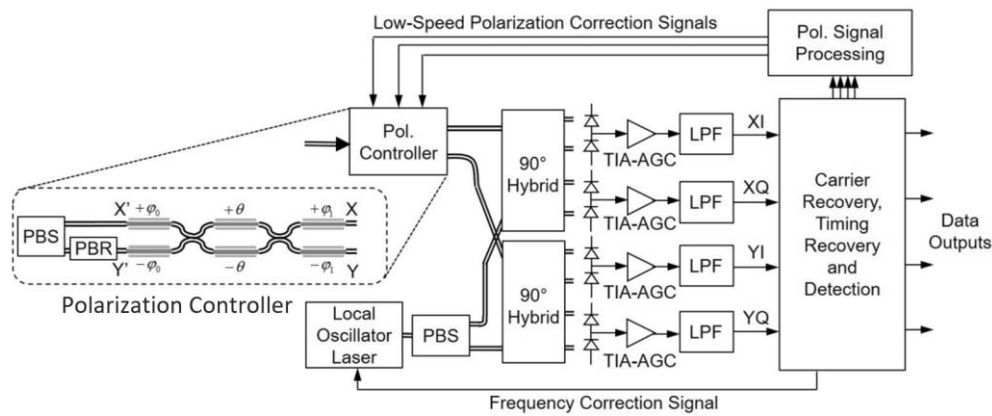 Low-Speed Polarization Correction Signals
Pol. Signal
Processing
Pol.
Controller
90°
Hybrid
TIA-AGC
LPF
XI
TIA-AGC
LPF
XQ
Carrier
Recovery,
Timing
Recovery
and
Detection
Data
Outputs
PBS
X'
+φ₀
+θ
+φ₁
X
PBR
Y'
−φ₀
−θ
−φ₁
Y
Polarization Controller
90°
Hybrid
TIA-AGC
LPF
YI
TIA-AGC
LPF
YQ
Local
Oscillator
Laser
PBS
Frequency Correction Signal